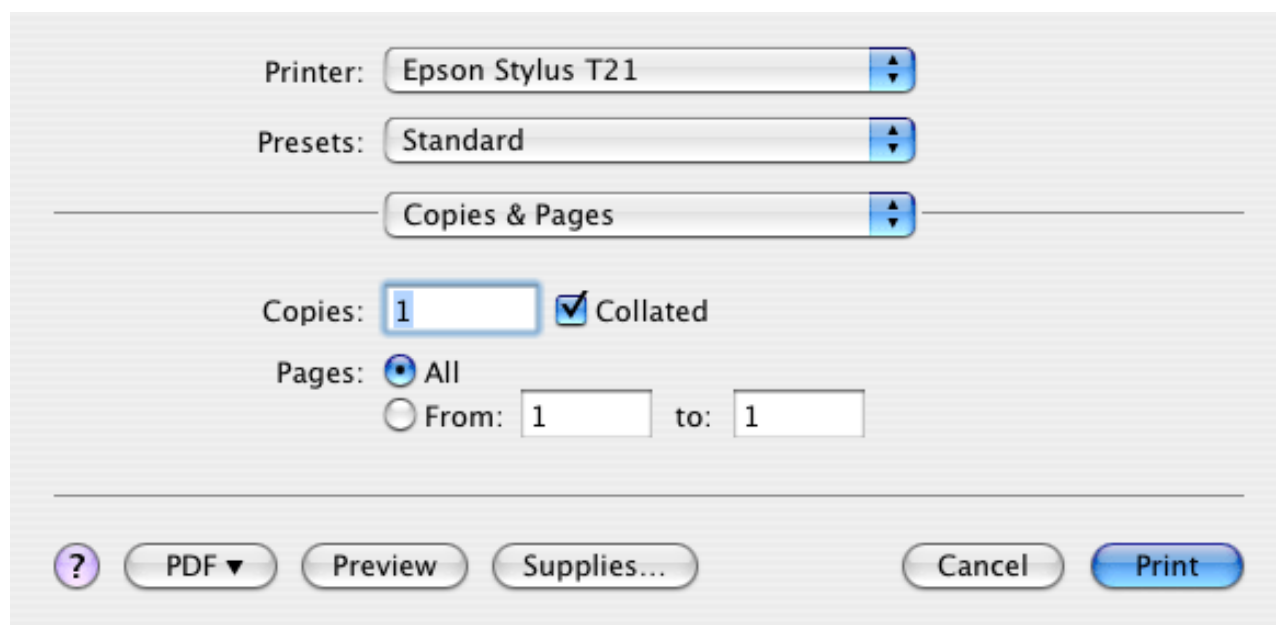 Printer: Epson Stylus T21
Presets: Standard
Copies & Pages
Copies: 1 Collated
Pages: All
From: 1 to: 1
? PDF ▼ Preview Supplies... Cancel Print